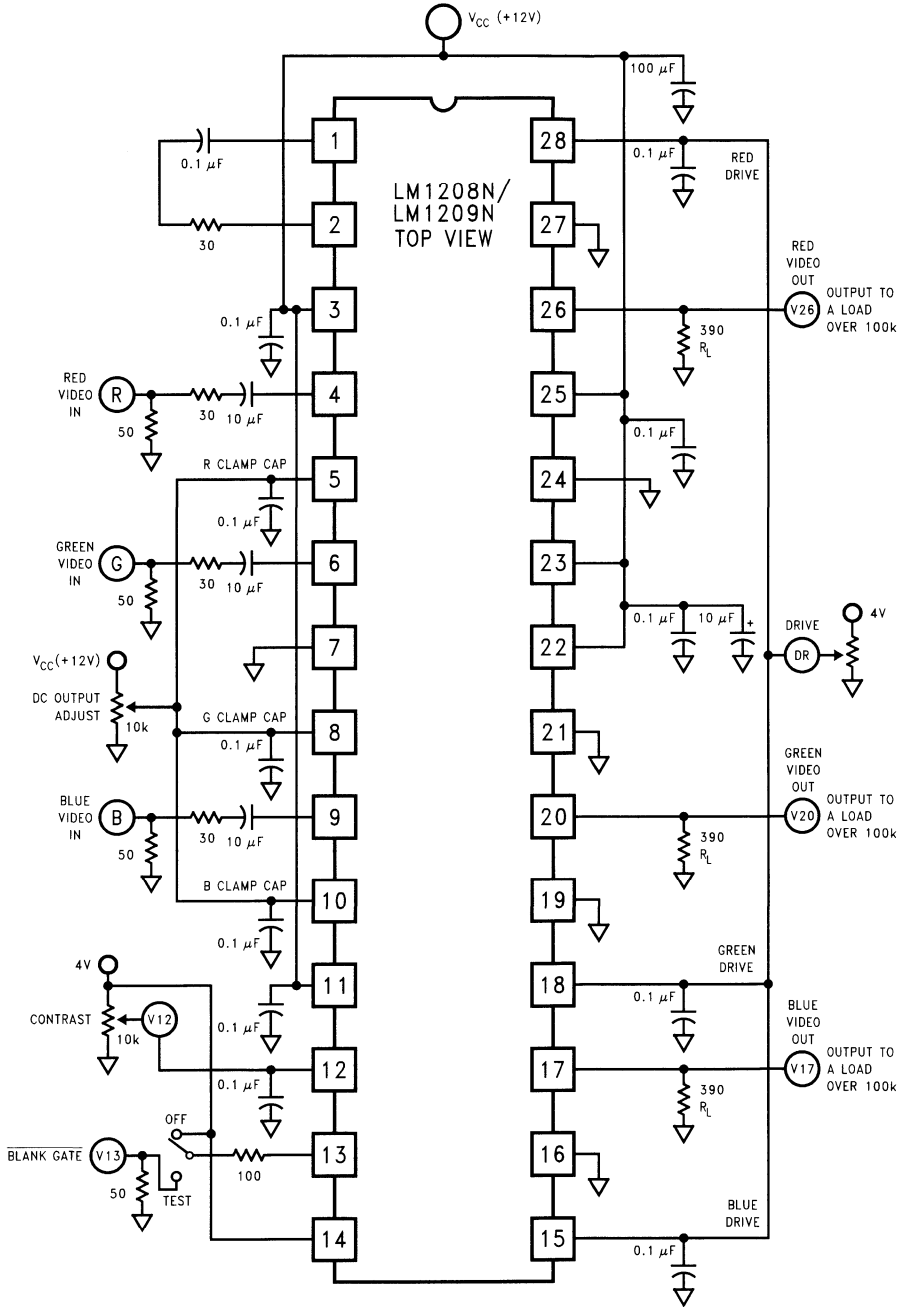 V_CC (+12V)
100 μF
1
0.1 μF
2
30
LM1208N/
LM1209N
TOP VIEW
28
0.1 μF
RED
DRIVE
27
3
0.1 μF
26
390
R_L
RED
VIDEO
OUT
V26
OUTPUT TO
A LOAD
OVER 100k
RED
VIDEO
IN
R
50
30
10 μF
4
25
0.1 μF
R CLAMP CAP
0.1 μF
5
24
GREEN
VIDEO
IN
G
50
30
10 μF
6
23
7
22
0.1 μF
10 μF
+
DRIVE
DR
4V
V_CC(+12V)
DC OUTPUT
ADJUST
10k
G CLAMP CAP
0.1 μF
8
21
BLUE
VIDEO
IN
B
50
30
10 μF
9
20
390
R_L
GREEN
VIDEO
OUT
V20
OUTPUT TO
A LOAD
OVER 100k
B CLAMP CAP
0.1 μF
10
19
11
0.1 μF
18
0.1 μF
GREEN
DRIVE
4V
CONTRAST
10k
V12
12
0.1 μF
17
390
R_L
BLUE
VIDEO
OUT
V17
OUTPUT TO
A LOAD
OVER 100k
BLANK GATE
V13
50
OFF
TEST
100
13
16
14
15
0.1 μF
BLUE
DRIVE